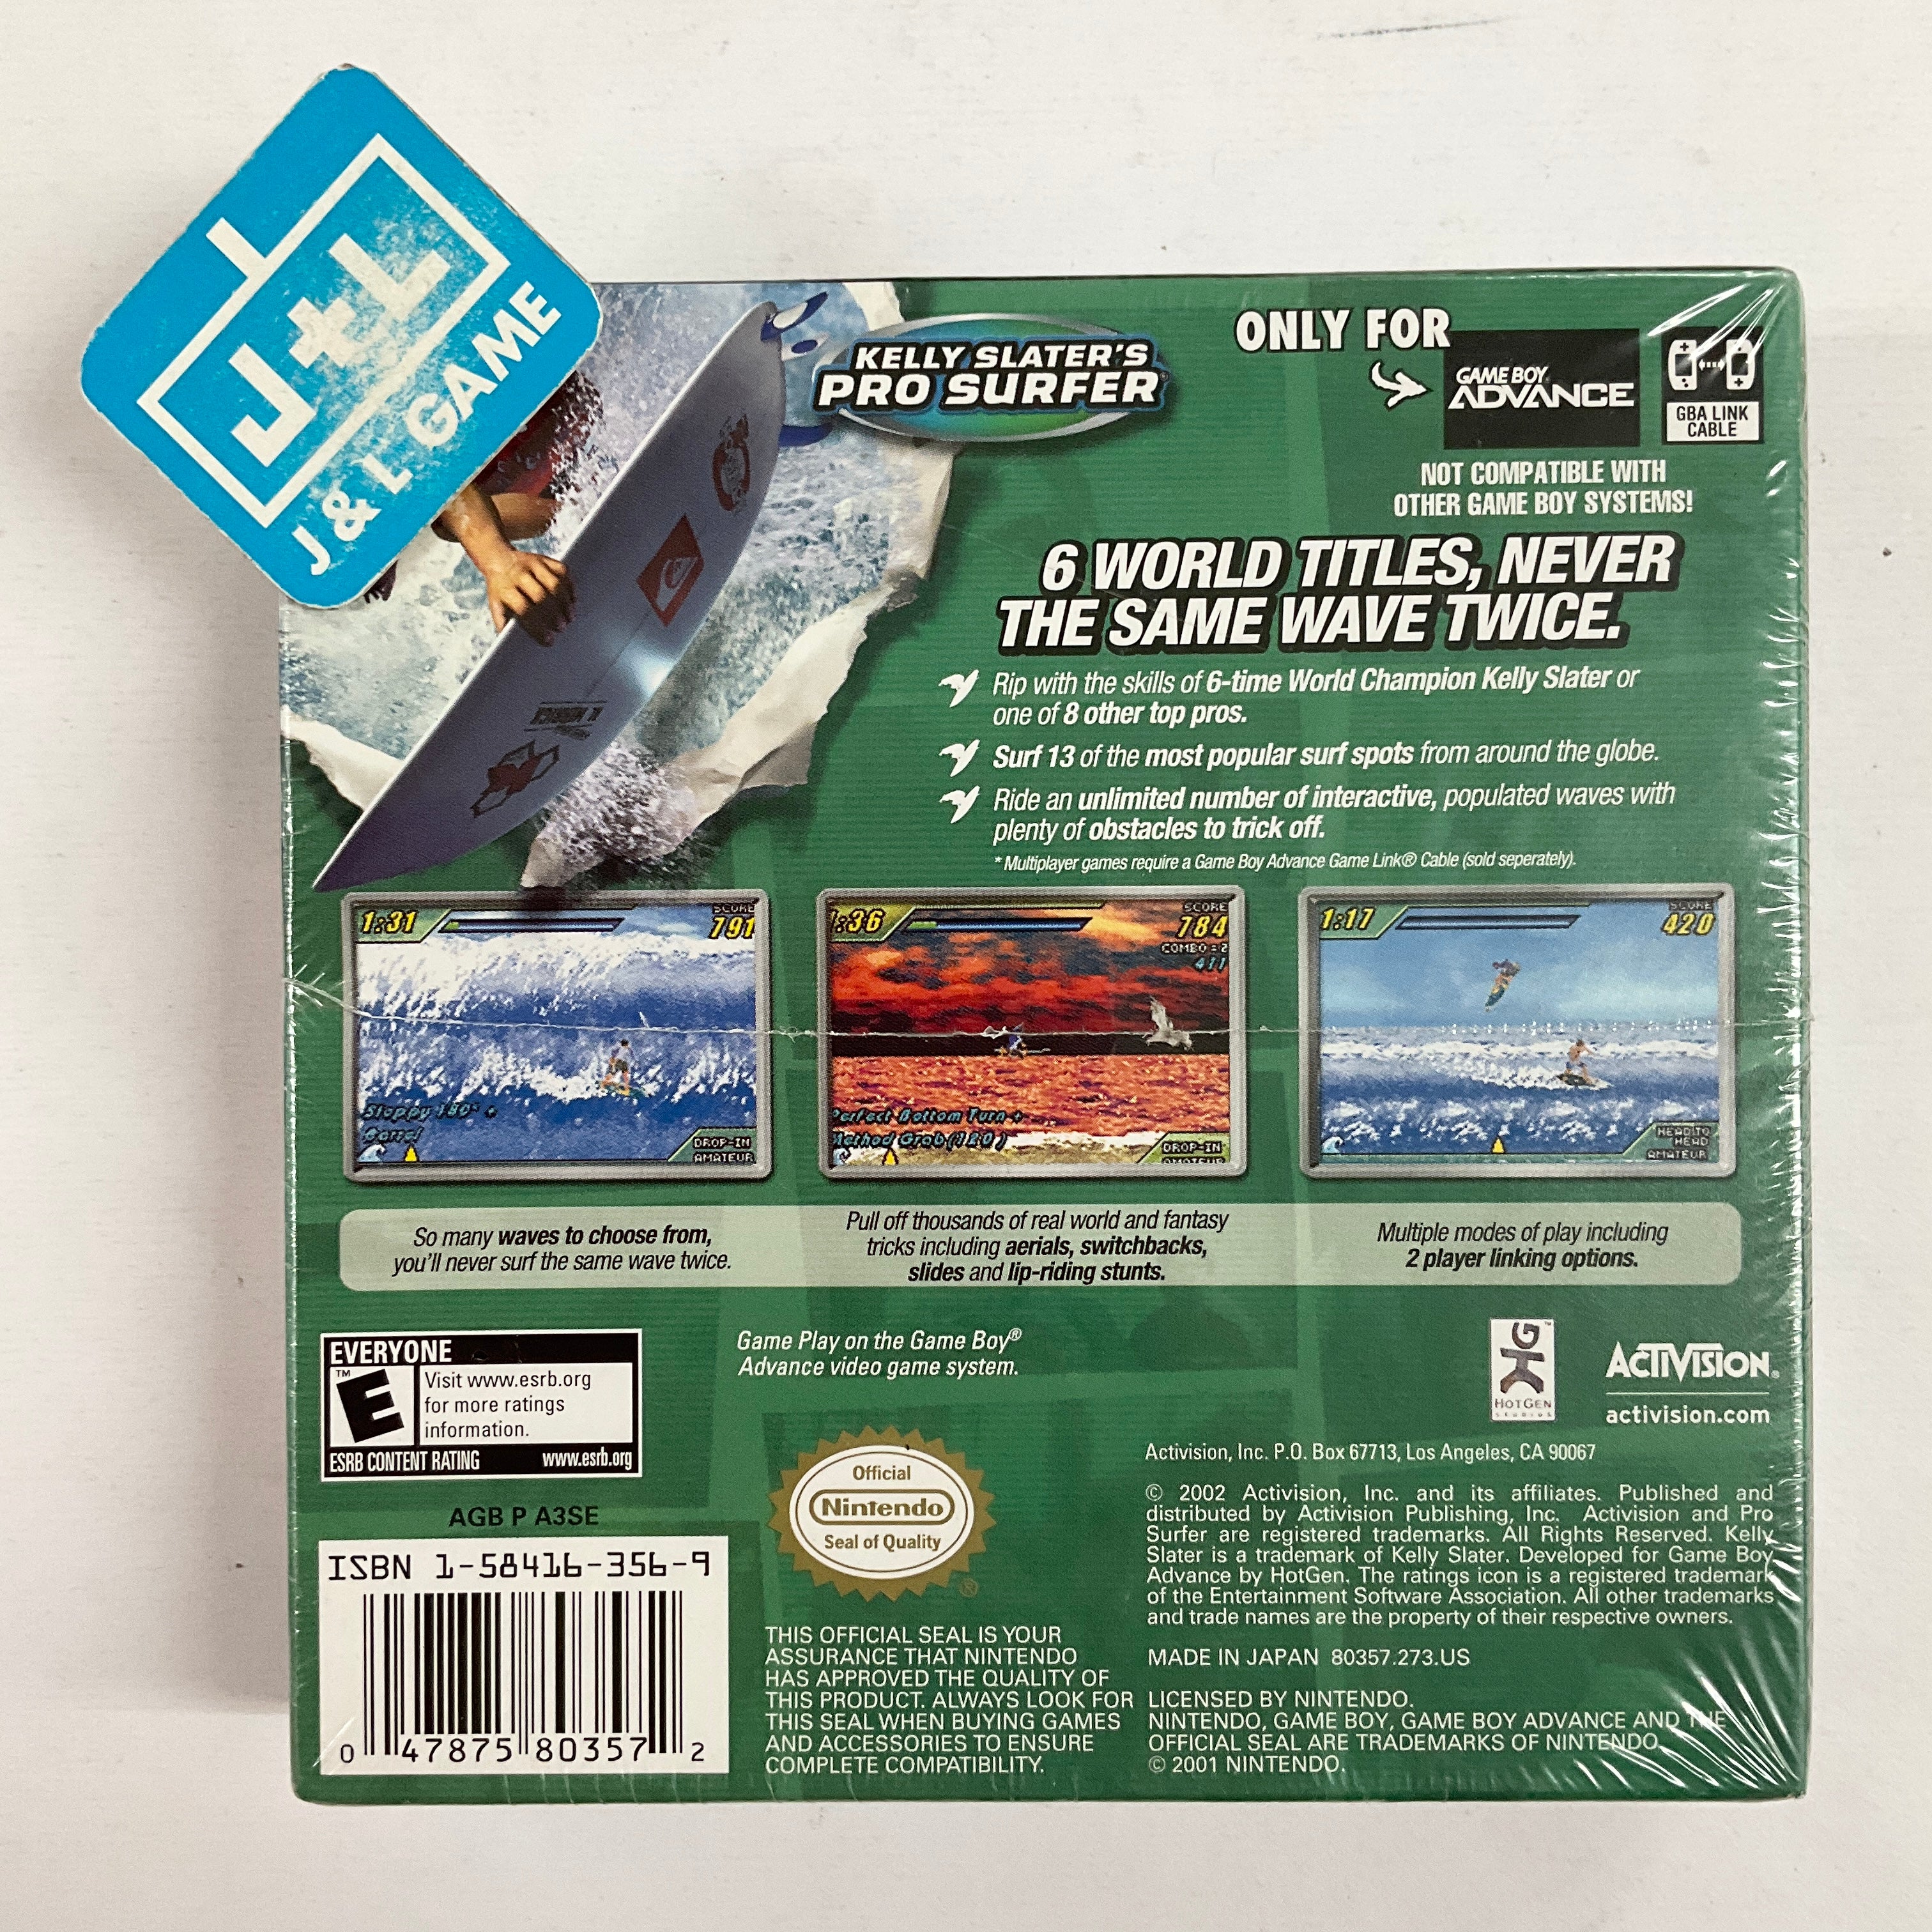 J+L
J & L GAME
KELLY SLATER'S
PRO SURFER
ONLY FOR
GAME BOY
ADVANCE
GBA LINK
CABLE
NOT COMPATIBLE WITH
OTHER GAME BOY SYSTEMS!
6 WORLD TITLES, NEVER
THE SAME WAVE TWICE.
Rip with the skills of 6-time World Champion Kelly Slater or
one of 8 other top pros.
Surf 13 of the most popular surf spots from around the globe.
Ride an unlimited number of interactive, populated waves with
plenty of obstacles to trick off.
* Multiplayer games require a Game Boy Advance Game Link® Cable (sold seperately).
1:31
SCORE
791
Sloppy 180° +
Barrel
DROP-IN
AMATEUR
:36
SCORE
784
COMBO = 2
411
Perfect Bottom Turn +
Method Grab (120)
DROP-IN
AMATEUR
1:17
SCORE
420
HEAD TO
HEAD
AMATEUR
So many waves to choose from,
you'll never surf the same wave twice.
Pull off thousands of real world and fantasy
tricks including aerials, switchbacks,
slides and lip-riding stunts.
Multiple modes of play including
2 player linking options.
EVERYONE
E™
Visit www.esrb.org
for more ratings
information.
ESRB CONTENT RATING www.esrb.org
Game Play on the Game Boy®
Advance video game system.
HG™
HOTGEN
STUDIOS
ACTIVISION®
activision.com
AGB P A3SE
ISBN 1-58416-356-9
0 47875 80357 2
Official
Nintendo
Seal of Quality
®
THIS OFFICIAL SEAL IS YOUR
ASSURANCE THAT NINTENDO
HAS APPROVED THE QUALITY OF
THIS PRODUCT. ALWAYS LOOK FOR
THIS SEAL WHEN BUYING GAMES
AND ACCESSORIES TO ENSURE
COMPLETE COMPATIBILITY.
Activision, Inc. P.O. Box 67713, Los Angeles, CA 90067
© 2002 Activision, Inc. and its affiliates. Published and
distributed by Activision Publishing, Inc. Activision and Pro
Surfer are registered trademarks. All Rights Reserved. Kelly
Slater is a trademark of Kelly Slater. Developed for Game Boy
Advance by HotGen. The ratings icon is a registered trademark
of the Entertainment Software Association. All other trademarks
and trade names are the property of their respective owners.
MADE IN JAPAN 80357.273.US
LICENSED BY NINTENDO.
NINTENDO, GAME BOY, GAME BOY ADVANCE AND THE
OFFICIAL SEAL ARE TRADEMARKS OF NINTENDO.
© 2001 NINTENDO.